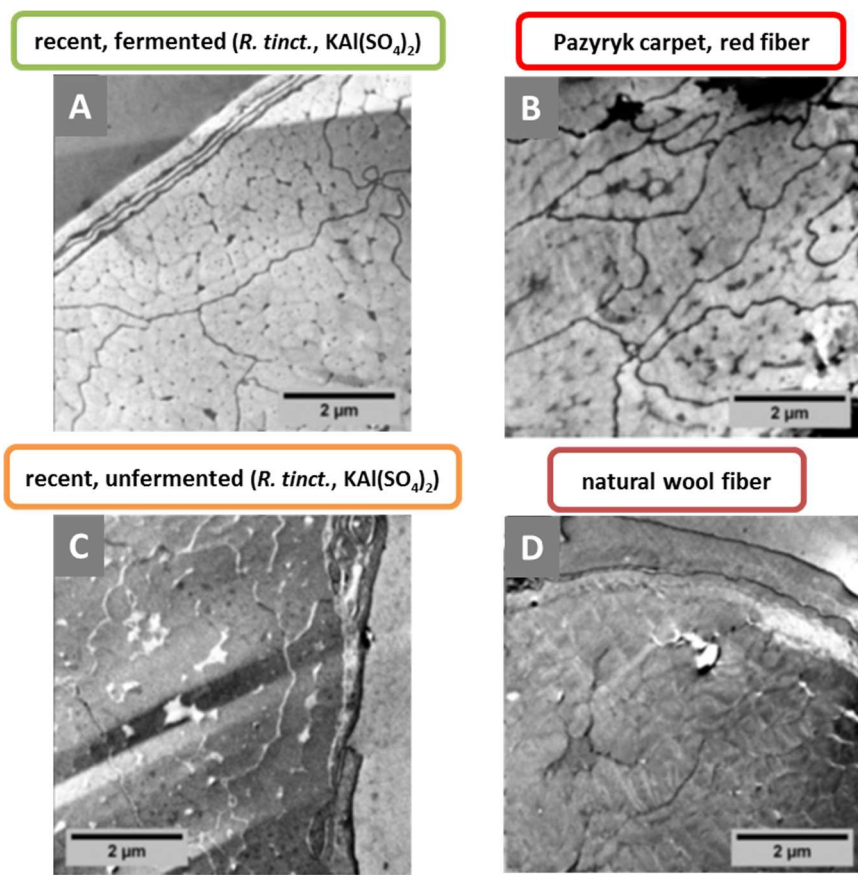 recent, fermented (R. tinct., KAl(SO₄)₂)
Pazyryk carpet, red fiber
A
B
2 µm
2 µm
recent, unfermented (R. tinct., KAl(SO₄)₂)
natural wool fiber
C
D
2 µm
2 µm